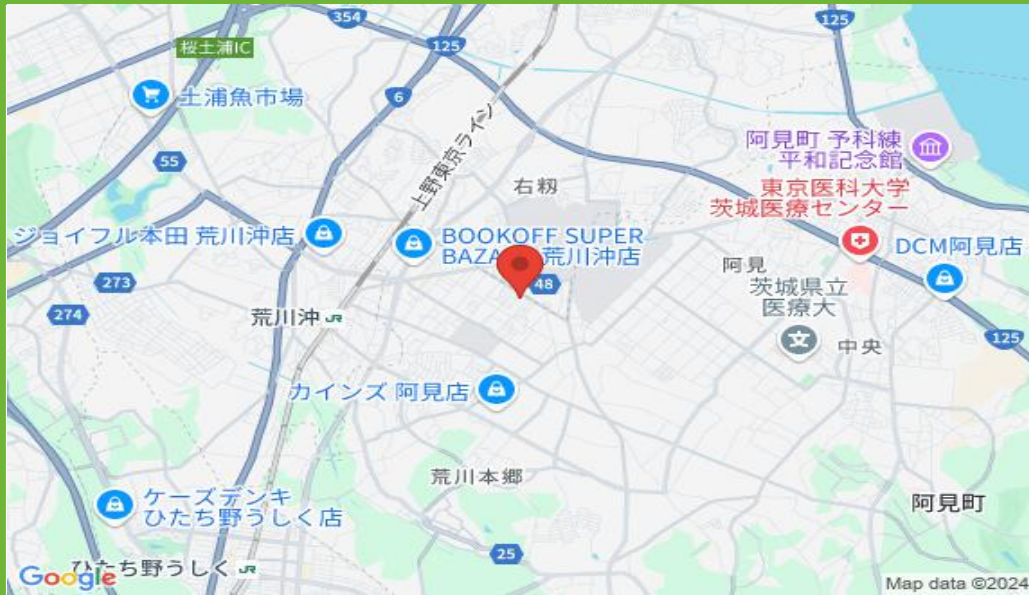 354
125
125
桜土浦IC
6
土浦魚市場
上野東京ライン
阿見町 予科練
平和記念館
55
右籾
東京医科大学
茨城医療センター
ジョイフル本田 荒川沖店
BOOKOFF SUPER
BAZA 荒川沖店
DCM阿見店
阿見
273
48
茨城県立
医療大
274
荒川沖 JR
125
中央
カインズ 阿見店
荒川本郷
ケーズデンキ
ひたち野うしく店
阿見町
25
ひたち野うしく JR
Google
Map data ©2024